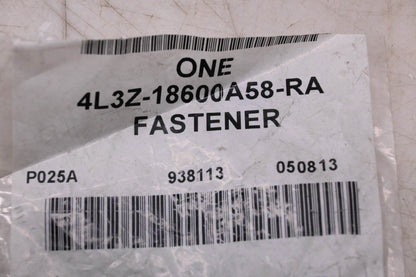 ONE
4L3Z-18600A58-RA
FASTENER
P025A 938113 050813